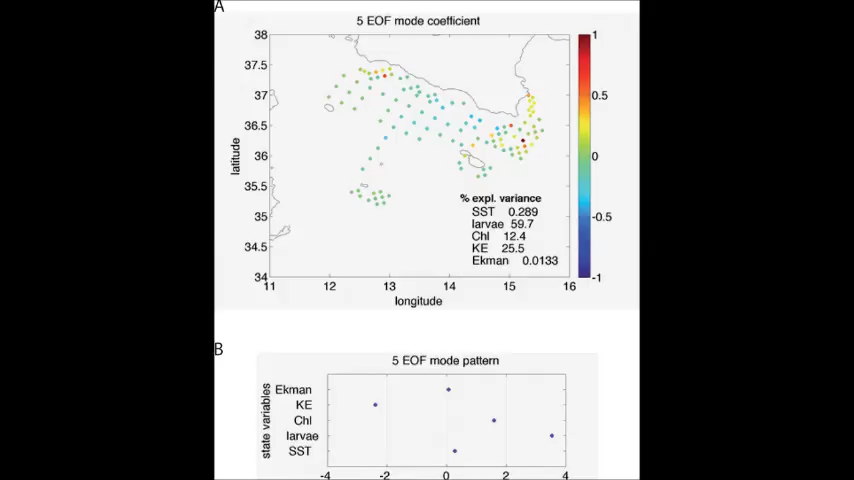 A
5 EOF mode coefficient
38
37.5
37
36.5
36
35.5
35
34.5
34
latitude
11 12 13 14 15 16
longitude
1
0.5
0
-0.5
-1
% expl. variance
SST 0.289
larvae 59.7
Chl 12.4
KE 25.5
Ekman 0.0133
B
5 EOF mode pattern
state variables
Ekman
KE
Chl
larvae
SST
-4 -2 0 2 4